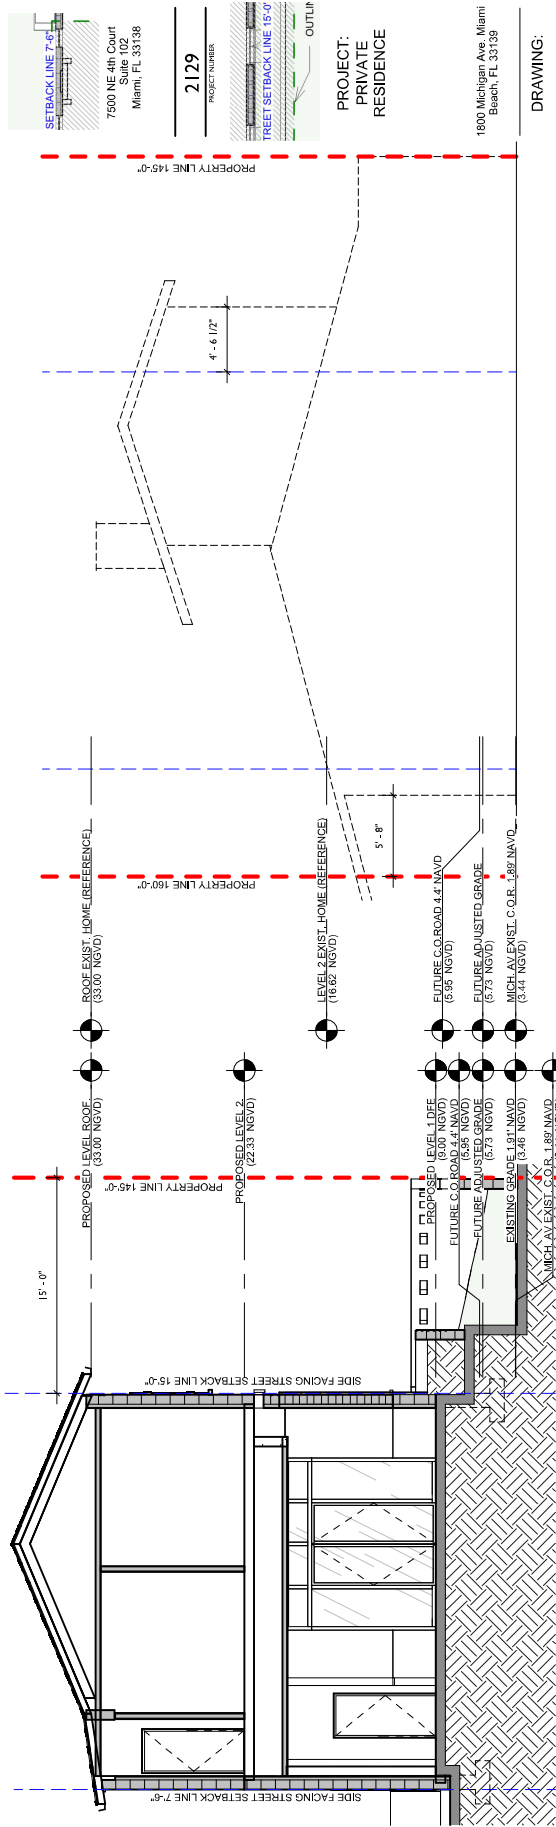 SETBACK LINE 7'-6"
7500 NE 4th Court
Suite 102
Miami, FL 33138
2129
PROJECT NUMBER
TREET SETBACK LINE 15'-0"
OUTLIN
PROJECT:
PRIVATE
RESIDENCE
1800 Michigan Ave. Miami
Beach, FL 33139
DRAWING:
PROPERTY LINE 145'-0"
4' - 6 1/2"
5' - 8"
PROPERTY LINE 160'-0"
ROOF EXIST. HOME (REFERENCE)
(33.00 NGVD)
LEVEL 2 EXIST. HOME (REFERENCE)
(16.62 NGVD)
FUTURE C.O.ROAD 4.4' NAVD
(5.95 NGVD)
FUTURE ADJUSTED GRADE
(5.73 NGVD)
MICH. AV EXIST. C.O.R. 1.89' NAVD
(3.44 NGVD)
PROPOSED LEVEL ROOF.
(33.00 NGVD)
PROPOSED LEVEL 2.
(22.33 NGVD)
PROPOSED LEVEL 1 DFE
(9.00 NGVD)
FUTURE C.O.ROAD 4.4' NAVD
(5.95 NGVD)
FUTURE ADJUSTED GRADE
(5.73 NGVD)
EXISTING GRADE 1.91' NAVD
(3.46 NGVD)
MICH. AV EXIST. C.O.R. 1.89' NAVD
PROPERTY LINE 145'-0"
15' - 0"
SIDE FACING STREET SETBACK LINE 15'-0"
SIDE FACING STREET SETBACK LINE 7'-6"